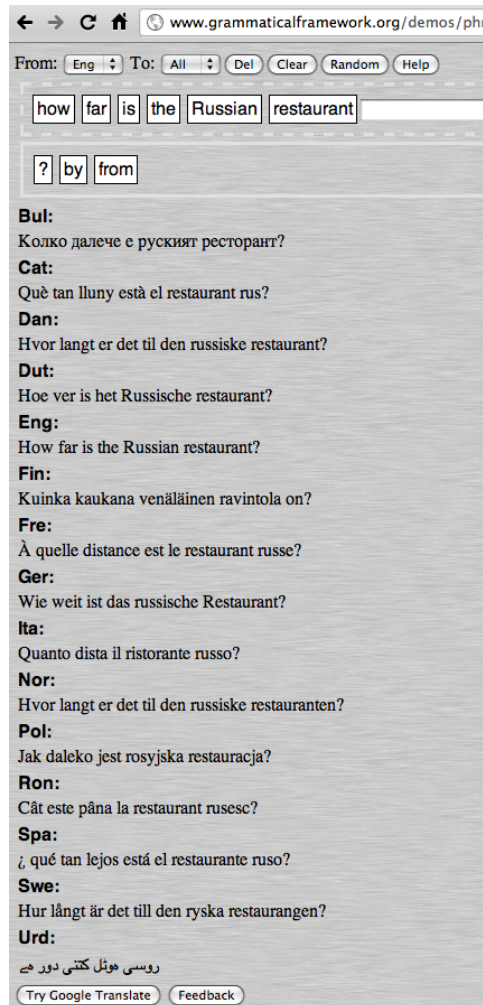 www.grammaticalframework.org/demos/phr
From: Eng To: All Del Clear Random Help
how far is the Russian restaurant
? by from
Bul:
Колко далече е руският ресторант?
Cat:
Què tan lluny està el restaurant rus?
Dan:
Hvor langt er det til den russiske restaurant?
Dut:
Hoe ver is het Russische restaurant?
Eng:
How far is the Russian restaurant?
Fin:
Kuinka kaukana venäläinen ravintola on?
Fre:
À quelle distance est le restaurant russe?
Ger:
Wie weit ist das russische Restaurant?
Ita:
Quanto dista il ristorante russo?
Nor:
Hvor langt er det til den russiske restauranten?
Pol:
Jak daleko jest rosyjska restauracja?
Ron:
Cât este pâna la restaurant rusesc?
Spa:
¿ qué tan lejos está el restaurante ruso?
Swe:
Hur långt är det till den ryska restaurangen?
Urd:
روسی هوٹل کتنی دور هے
Try Google Translate Feedback